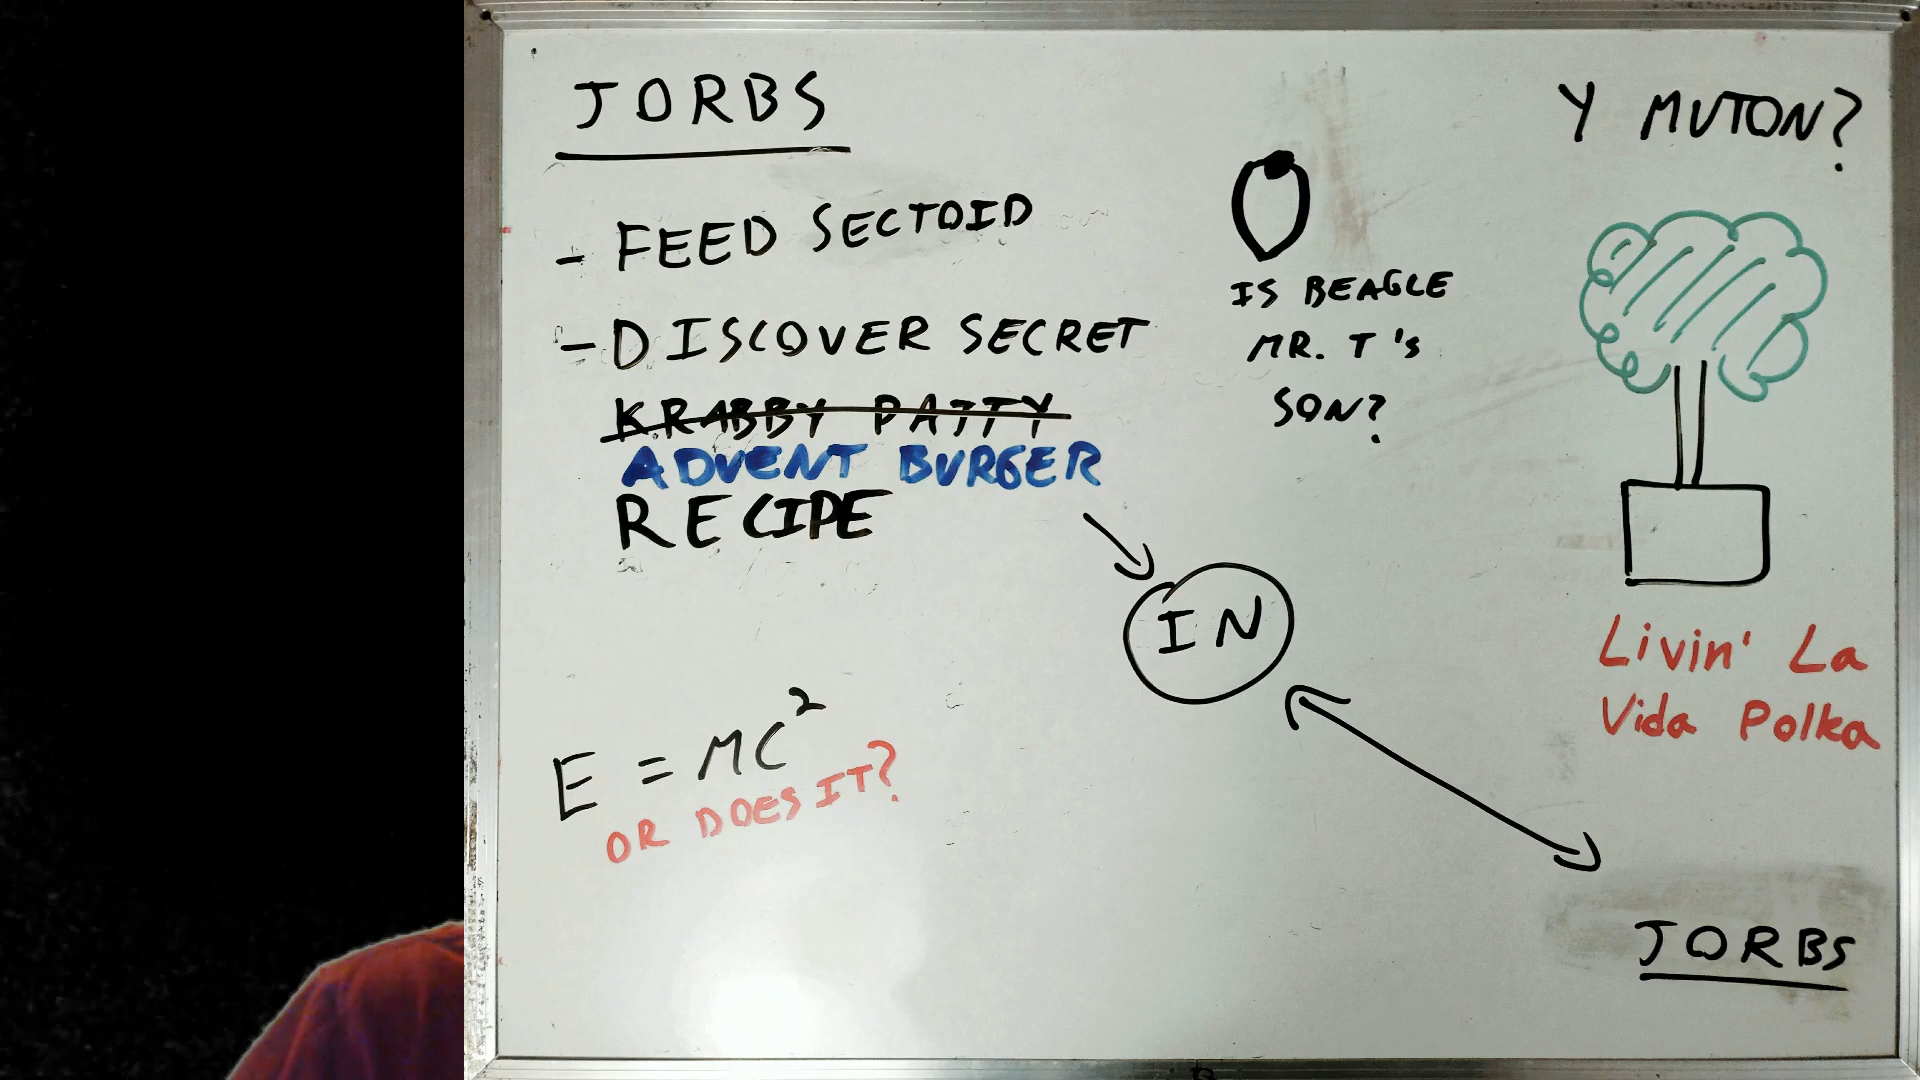 JORBS
- FEED SECTOID
- DISCOVER SECRET
KRABBY PATTY
ADVENT BURGER
RECIPE
E = MC²
OR DOES IT?
IS BEAGLE
MR. T's
SON?
IN
Y MUTON?
Livin' La
Vida Polka
JORBS